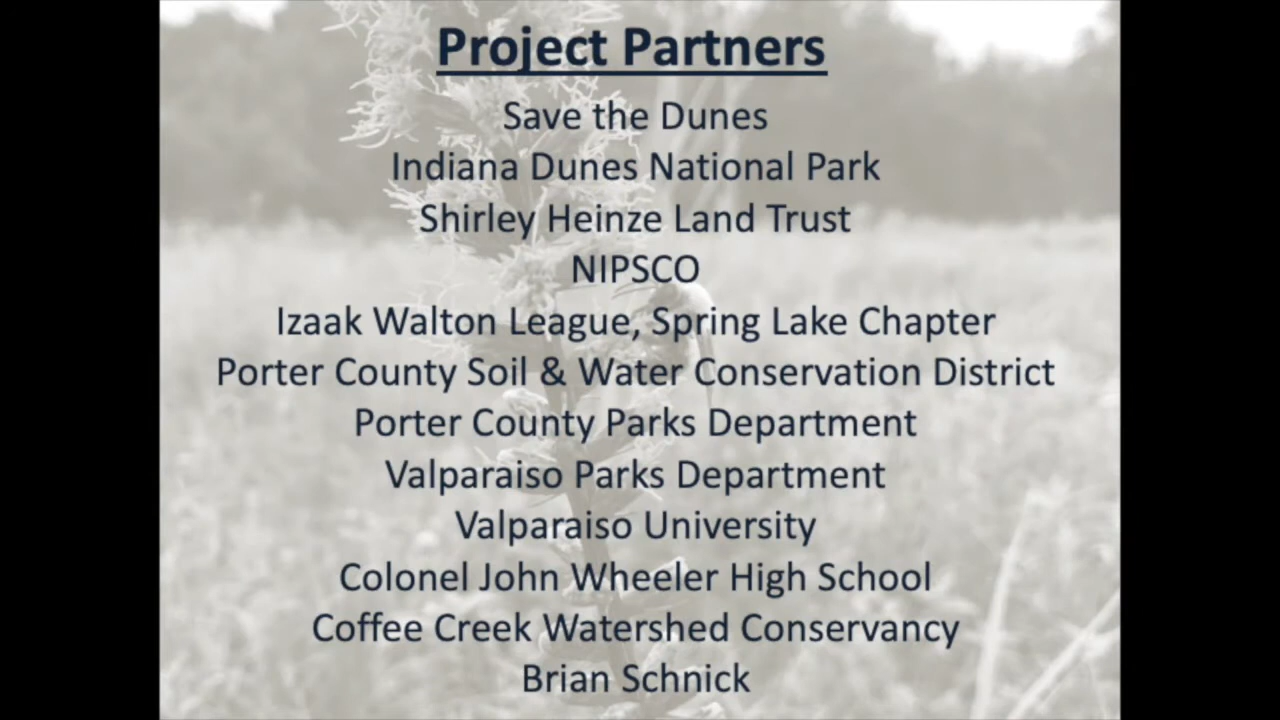 Project Partners
Save the Dunes
Indiana Dunes National Park
Shirley Heinze Land Trust
NIPSCO
Izaak Walton League, Spring Lake Chapter
Porter County Soil & Water Conservation District
Porter County Parks Department
Valparaiso Parks Department
Valparaiso University
Colonel John Wheeler High School
Coffee Creek Watershed Conservancy
Brian Schnick